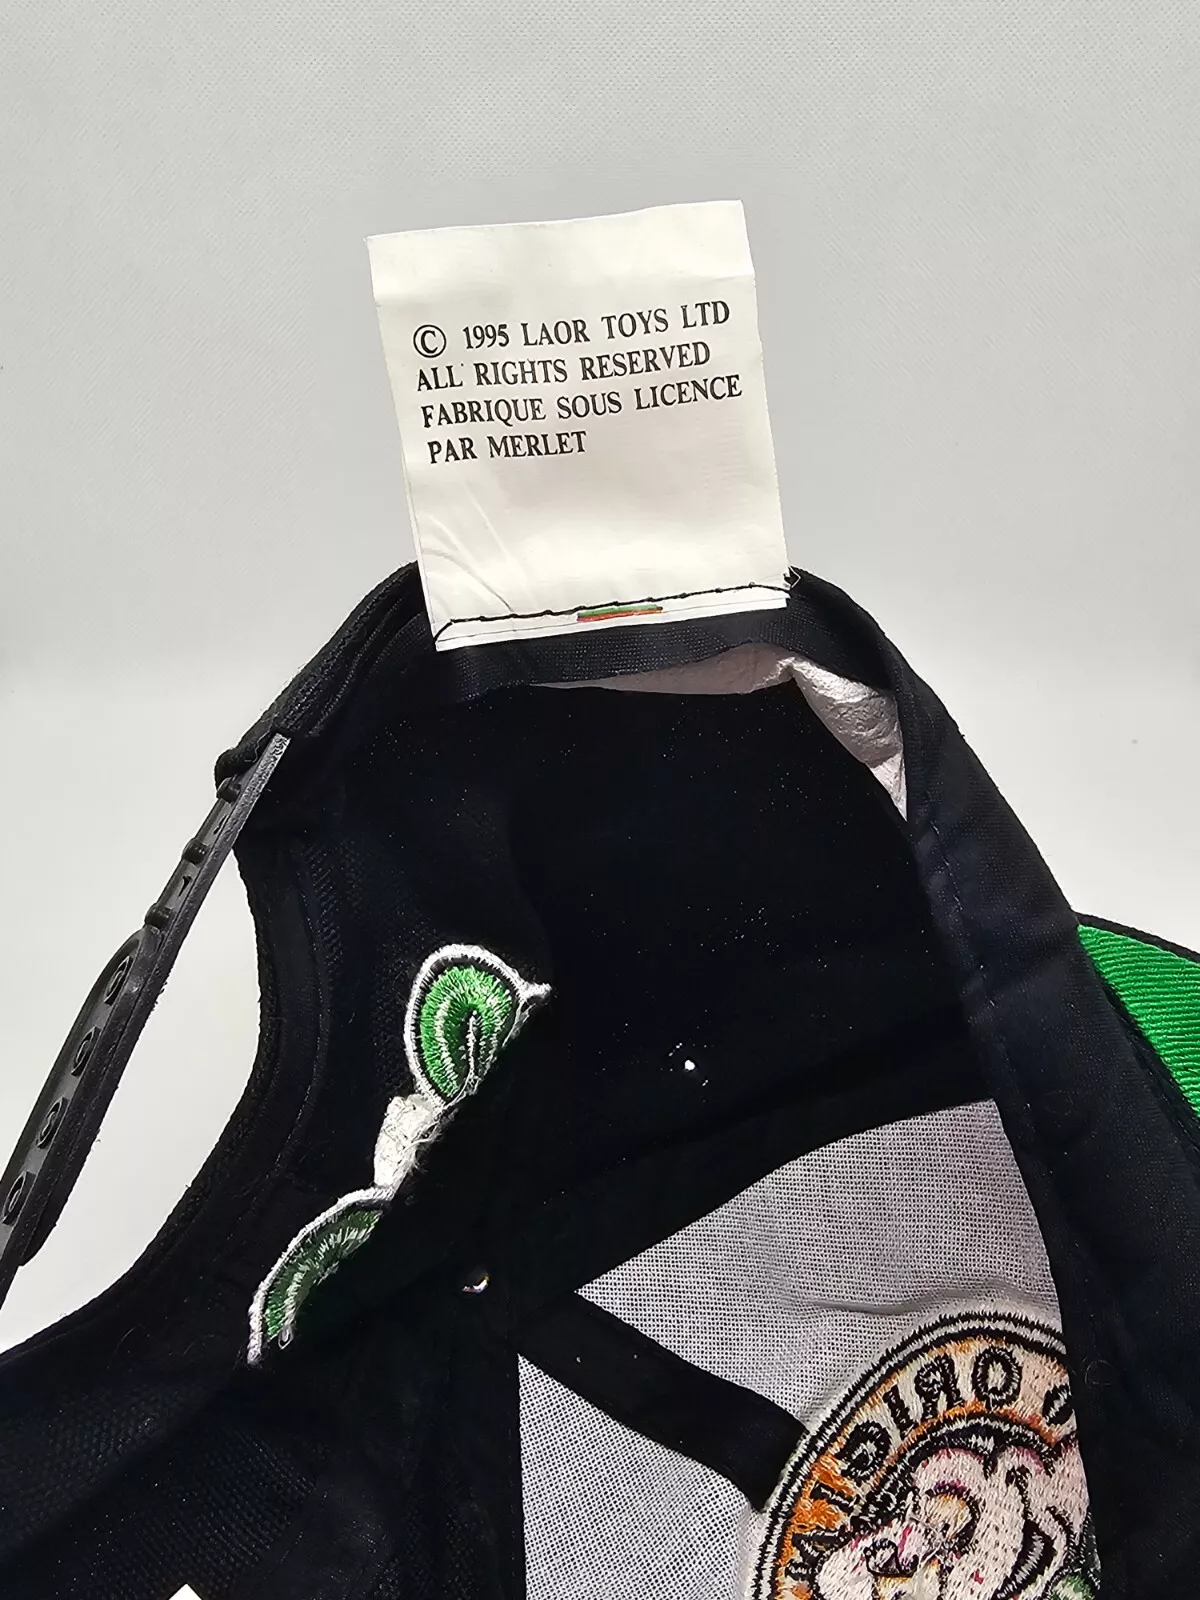 © 1995 LAOR TOYS LTD
ALL RIGHTS RESERVED
FABRIQUE SOUS LICENCE
PAR MERLET